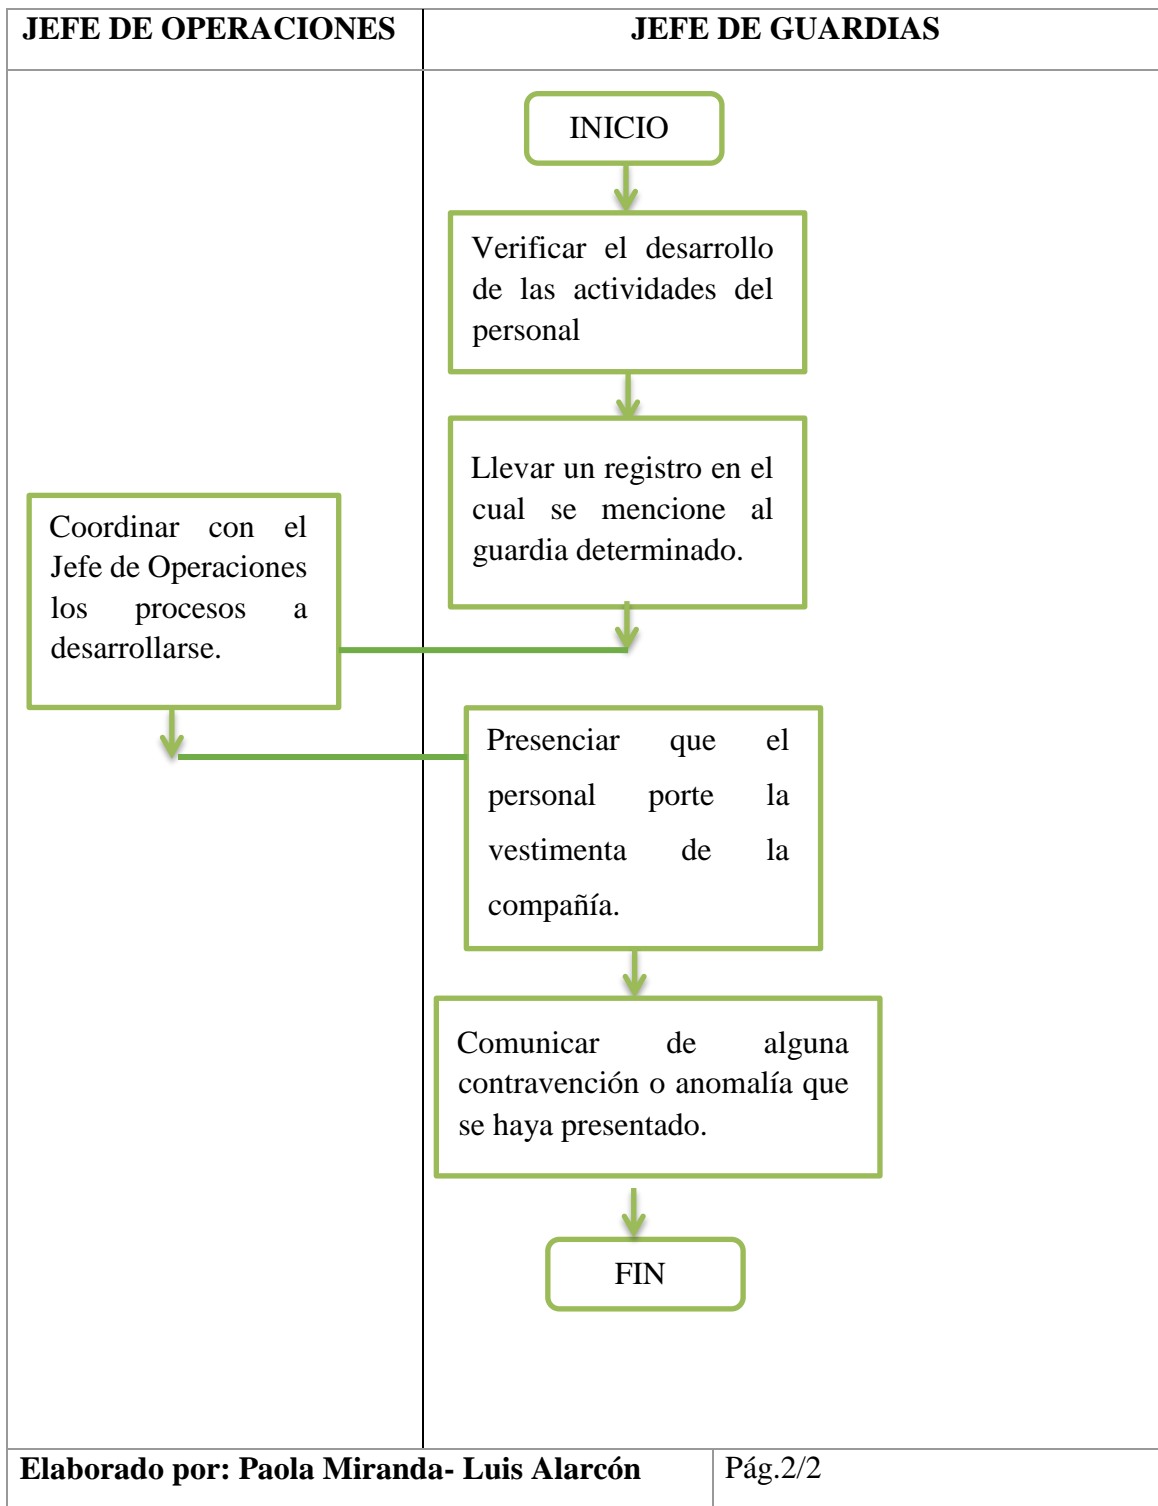 JEFE DE OPERACIONES
JEFE DE GUARDIAS
INICIO
Verificar el desarrollo
de las actividades del
personal
Llevar un registro en el
cual se mencione al
guardia determinado.
Coordinar con el
Jefe de Operaciones
los procesos a
desarrollarse.
Presenciar que el
personal porte la
vestimenta de la
compañía.
Comunicar de alguna
contravención o anomalía que
se haya presentado.
FIN
Elaborado por: Paola Miranda- Luis Alarcón
Pág.2/2